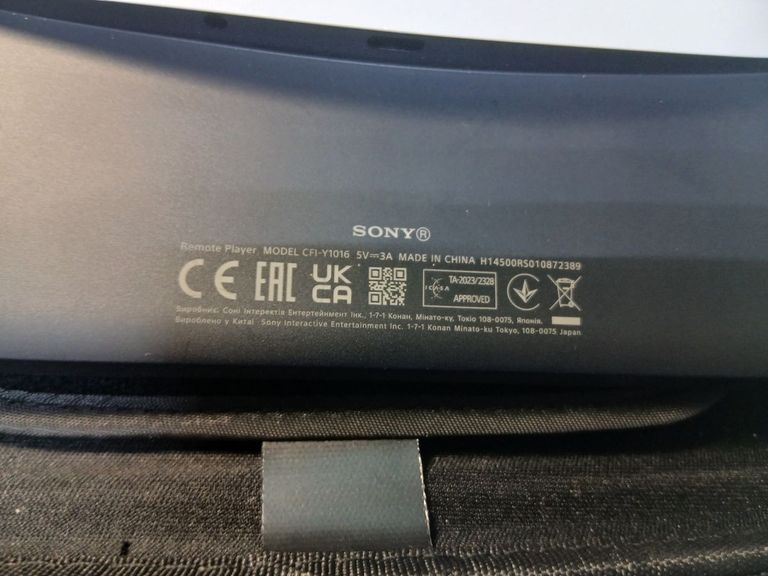 SONY®
Remote Player MODEL CFI-Y1016 5V⎓3A MADE IN CHINA H14500RS010872389
CE EAC UK CA ICASA TA-2023/2328 APPROVED
Виробник: Соні Інтеректів Ентертейнмент Інк., 1-7-1 Конан, Мінато-ку, Токіо 108-0075, Японія.
Вироблено у Китаї Sony Interactive Entertainment Inc. 1-7-1 Konan Minato-ku Tokyo, 108-0075 Japan